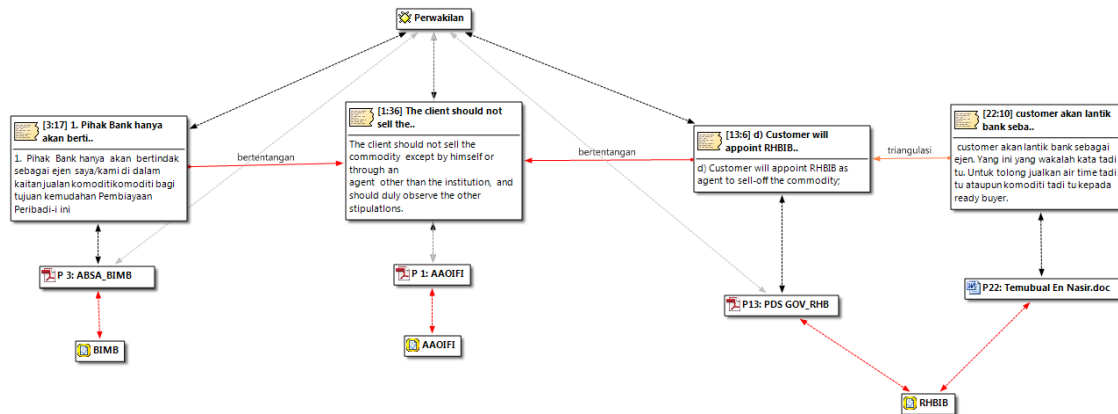 Perwakilan
[3:17] 1. Pihak Bank hanya
akan berti..
1. Pihak Bank hanya akan bertindak
sebagai ejen saya/kami di dalam
kaitan jualan komoditikomoditi bagi
tujuan kemudahan Pembiayaan
Peribadi-i ini
bertentangan
[1:36] The client should not
sell the..
The client should not sell the
commodity except by himself or
through an
agent other than the institution, and
should duly observe the other
stipulations.
bertentangan
[13:6] d) Customer will
appoint RHBIB..
d) Customer will appoint RHBIB as
agent to sell-off the commodity;
triangulasi
[22:10] customer akan lantik
bank seba..
customer akan lantik bank sebagai
ejen. Yang ini yang wakalah kata tadi
tu. Untuk tolong jualkan air time tadi
tu ataupun komoditi tadi tu kepada
ready buyer.
P 3: ABSA_BIMB
P 1: AAOIFI
P13: PDS GOV_RHB
P22: Temubual En Nasir.doc
BIMB
AAOIFI
RHBIB